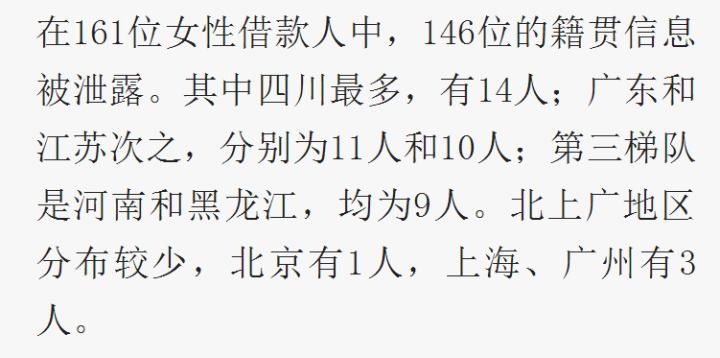 在161位女性借款人中，146位的籍贯信息
被泄露。其中四川最多，有14人；广东和
江苏次之，分别为11人和10人；第三梯队
是河南和黑龙江，均为9人。北上广地区
分布较少，北京有1人，上海、广州有3
人。